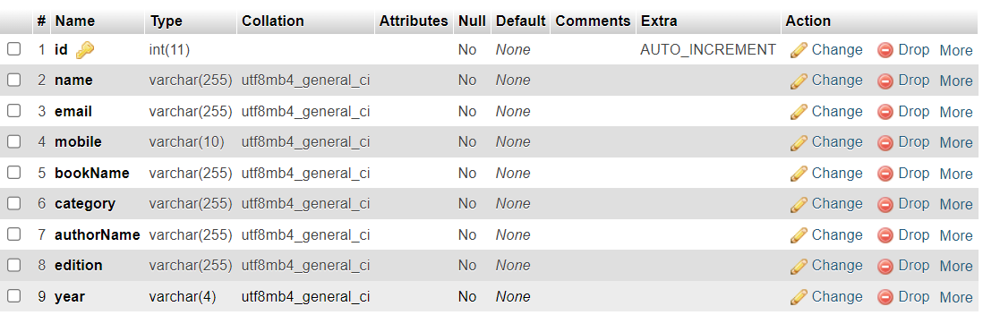 # Name Type Collation Attributes Null Default Comments Extra Action
1 id int(11) No None AUTO_INCREMENT Change Drop More
2 name varchar(255) utf8mb4_general_ci No None Change Drop More
3 email varchar(255) utf8mb4_general_ci No None Change Drop More
4 mobile varchar(10) utf8mb4_general_ci No None Change Drop More
5 bookName varchar(255) utf8mb4_general_ci No None Change Drop More
6 category varchar(255) utf8mb4_general_ci No None Change Drop More
7 authorName varchar(255) utf8mb4_general_ci No None Change Drop More
8 edition varchar(255) utf8mb4_general_ci No None Change Drop More
9 year varchar(4) utf8mb4_general_ci No None Change Drop More